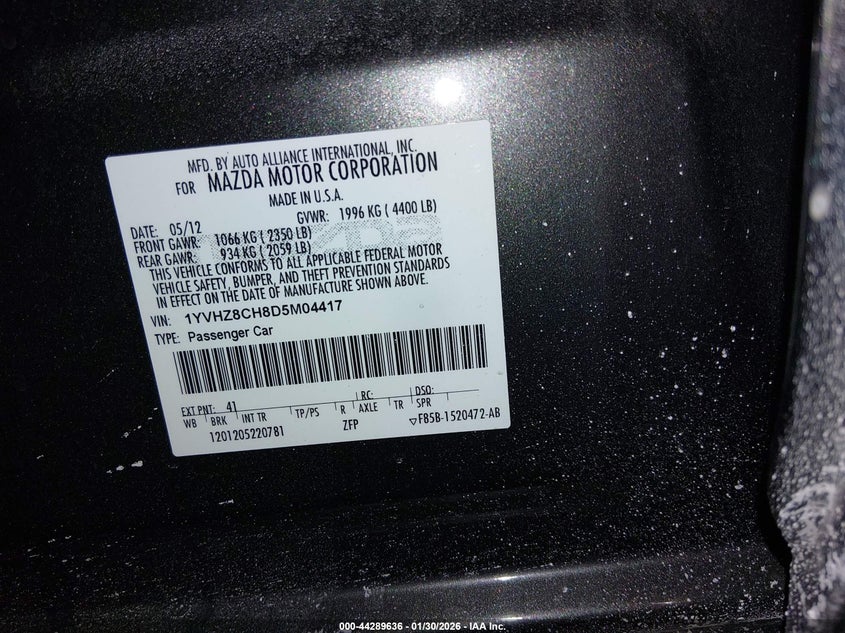 MFD. BY AUTO ALLIANCE INTERNATIONAL, INC.
FOR MAZDA MOTOR CORPORATION
MADE IN U.S.A.
DATE: 05/12 GVWR: 1996 KG ( 4400 LB)
FRONT GAWR: 1066 KG ( 2350 LB)
REAR GAWR: 934 KG ( 2059 LB)
THIS VEHICLE CONFORMS TO ALL APPLICABLE FEDERAL MOTOR
VEHICLE SAFETY, BUMPER, AND THEFT PREVENTION STANDARDS
IN EFFECT ON THE DATE OF MANUFACTURE SHOWN ABOVE.
VIN: 1YVHZ8CH8D5M04417
TYPE: Passenger Car
EXT PNT: 41 RC: DSO:
WB BRK INT TR TP/PS R AXLE TR SPR
1201205220781 ZFP ▽FB5B-1520472-AB
000-44289636 - 01/30/2026 - IAA Inc.